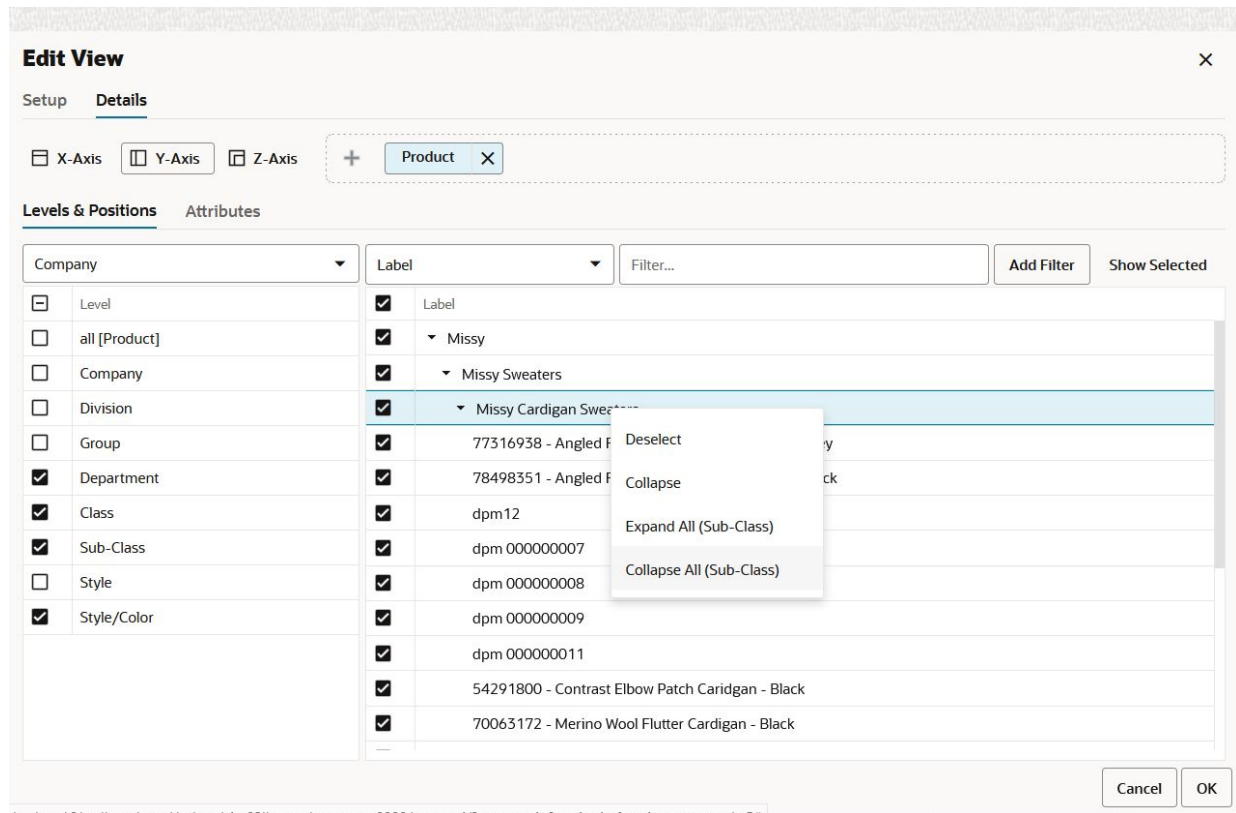 Edit View
Setup Details
X-Axis Y-Axis Z-Axis Product
Levels & Positions Attributes
Company Label Filter... Add Filter Show Selected
Level Label
all [Product] Missy
Company Missy Sweaters
Division Missy Cardigan
Group 77316938 - Angled
Department 78498351 - Angled
Class dpm12
Sub-Class dpm 000000007
Style dpm 000000008
Style/Color dpm 000000009
dpm 000000011
54291800 - Contrast Elbow Patch Caridgan - Black
70063172 - Merino Wool Flutter Cardigan - Black
Deselect
Collapse
Expand All (Sub-Class)
Collapse All (Sub-Class)
Cancel OK